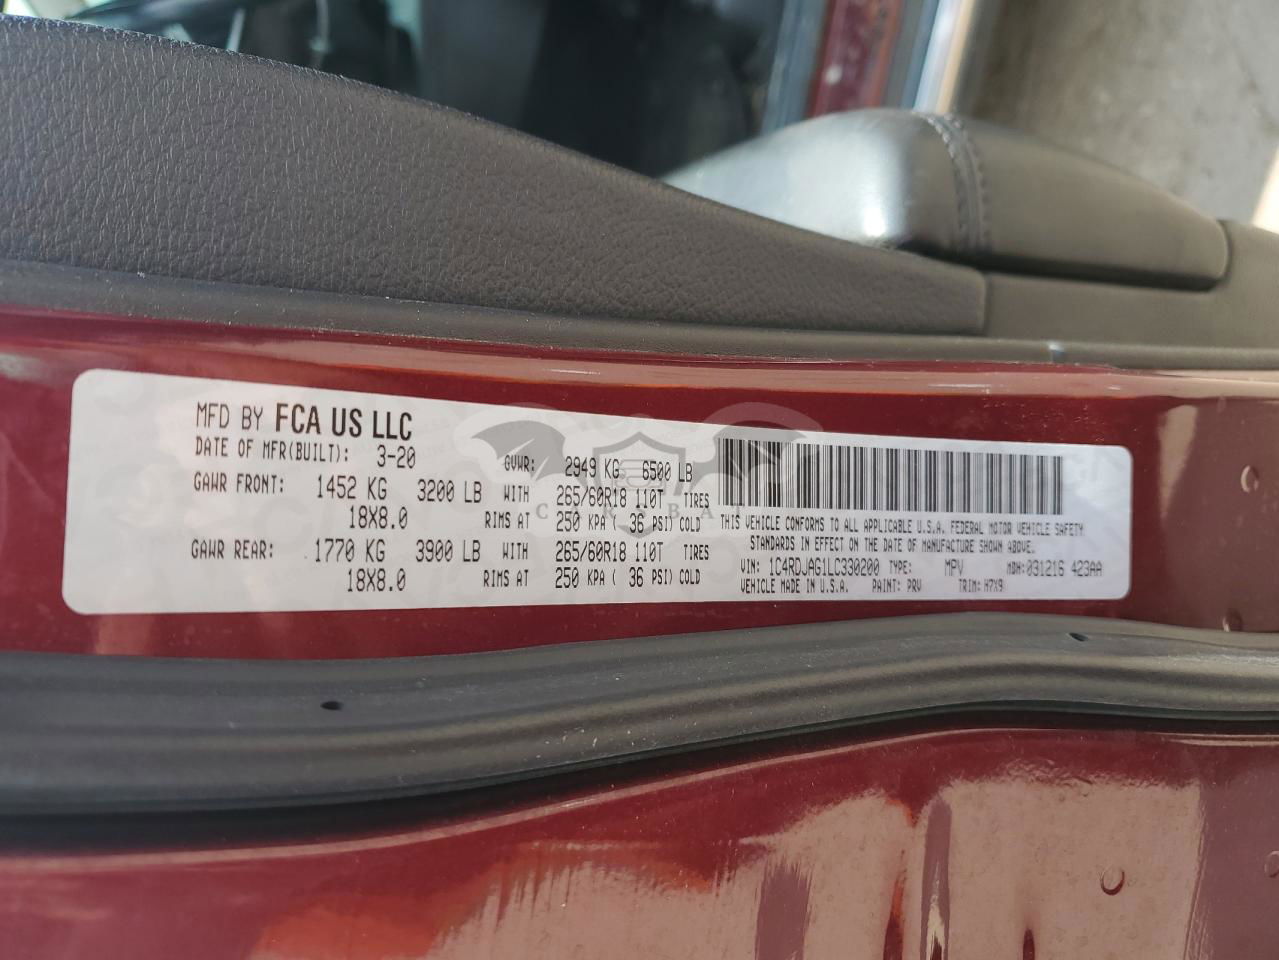 MFD BY FCA US LLC
DATE OF MFR(BUILT): 3-20 GVWR: 2949 KG 6500 LB
GAWR FRONT: 1452 KG 3200 LB WITH 265/60R18 110T TIRES
18X8.0 RIMS AT 250 KPA ( 36 PSI) COLD
GAWR REAR: 1770 KG 3900 LB WITH 265/60R18 110T TIRES
18X8.0 RIMS AT 250 KPA ( 36 PSI) COLD
THIS VEHICLE CONFORMS TO ALL APPLICABLE U.S.A. FEDERAL MOTOR VEHICLE SAFETY
STANDARDS IN EFFECT ON THE DATE OF MANUFACTURE SHOWN ABOVE.
VIN: 1C4RDJAG1LC330200 TYPE: MPV MDH: 031216 423AA
VEHICLE MADE IN U.S.A. PAINT: PRV TRIM: H7X9